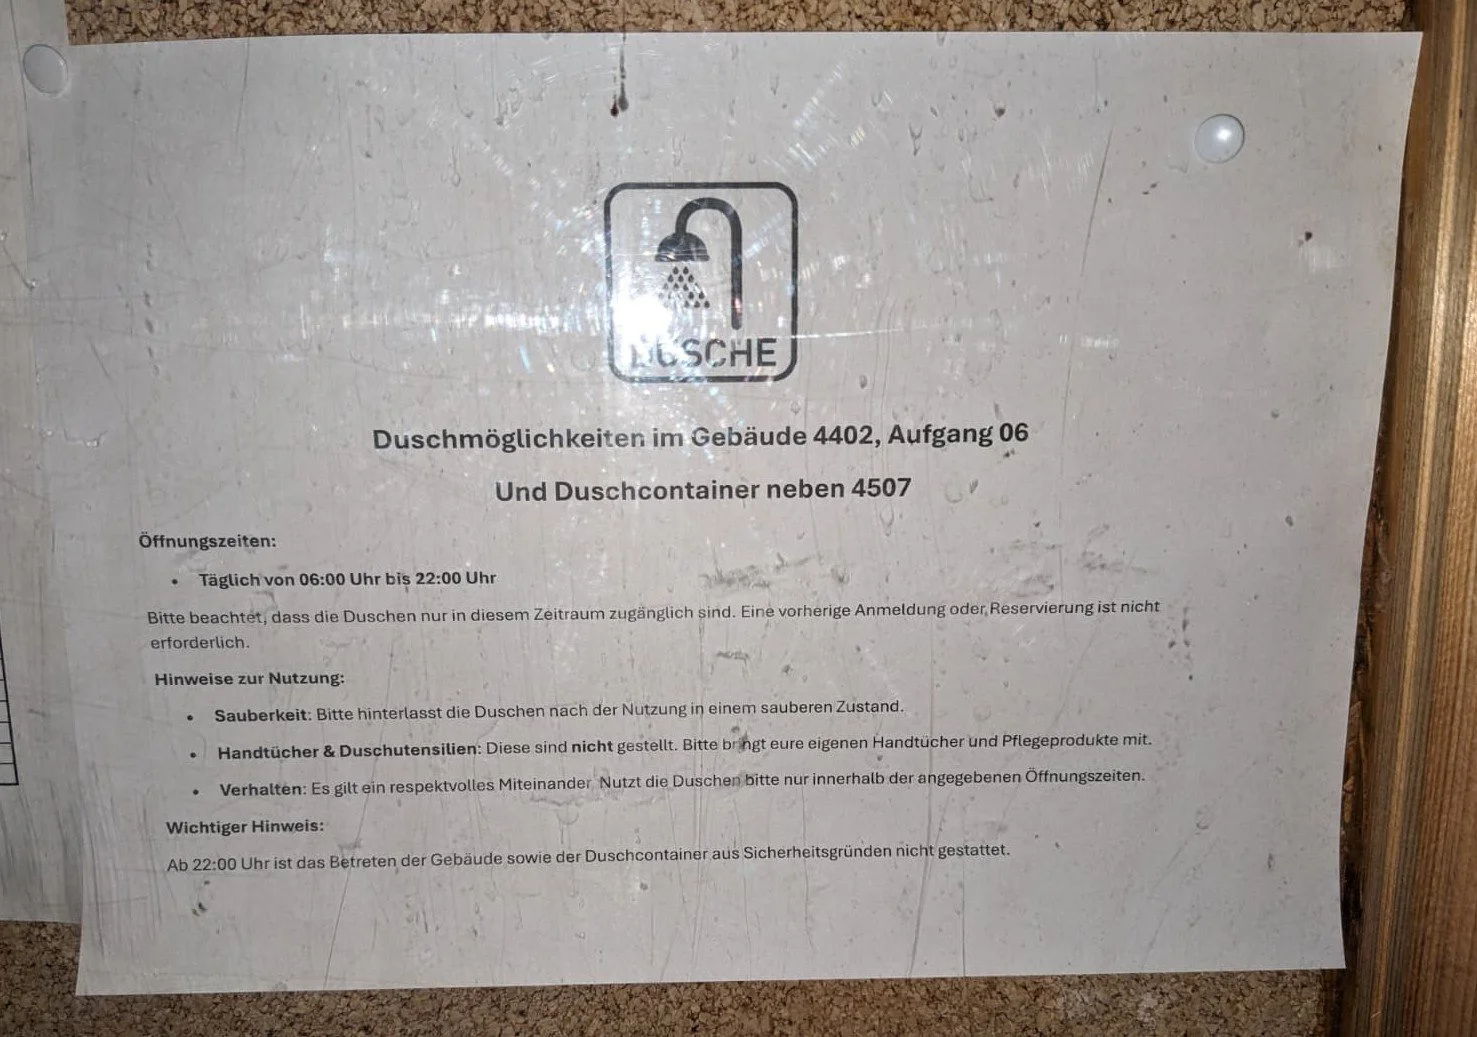 DUSCHE
Duschmöglichkeiten im Gebäude 4402, Aufgang 06
Und Duschcontainer neben 4507
Öffnungszeiten:
• Täglich von 06:00 Uhr bis 22:00 Uhr
Bitte beachtet, dass die Duschen nur in diesem Zeitraum zugänglich sind. Eine vorherige Anmeldung oder Reservierung ist nicht
erforderlich.
Hinweise zur Nutzung:
• Sauberkeit: Bitte hinterlasst die Duschen nach der Nutzung in einem sauberen Zustand.
• Handtücher & Duschutensilien: Diese sind nicht gestellt. Bitte bringt eure eigenen Handtücher und Pflegeprodukte mit.
• Verhalten: Es gilt ein respektvolles Miteinander. Nutzt die Duschen bitte nur innerhalb der angegebenen Öffnungszeiten.
Wichtiger Hinweis:
Ab 22:00 Uhr ist das Betreten der Gebäude sowie der Duschcontainer aus Sicherheitsgründen nicht gestattet.